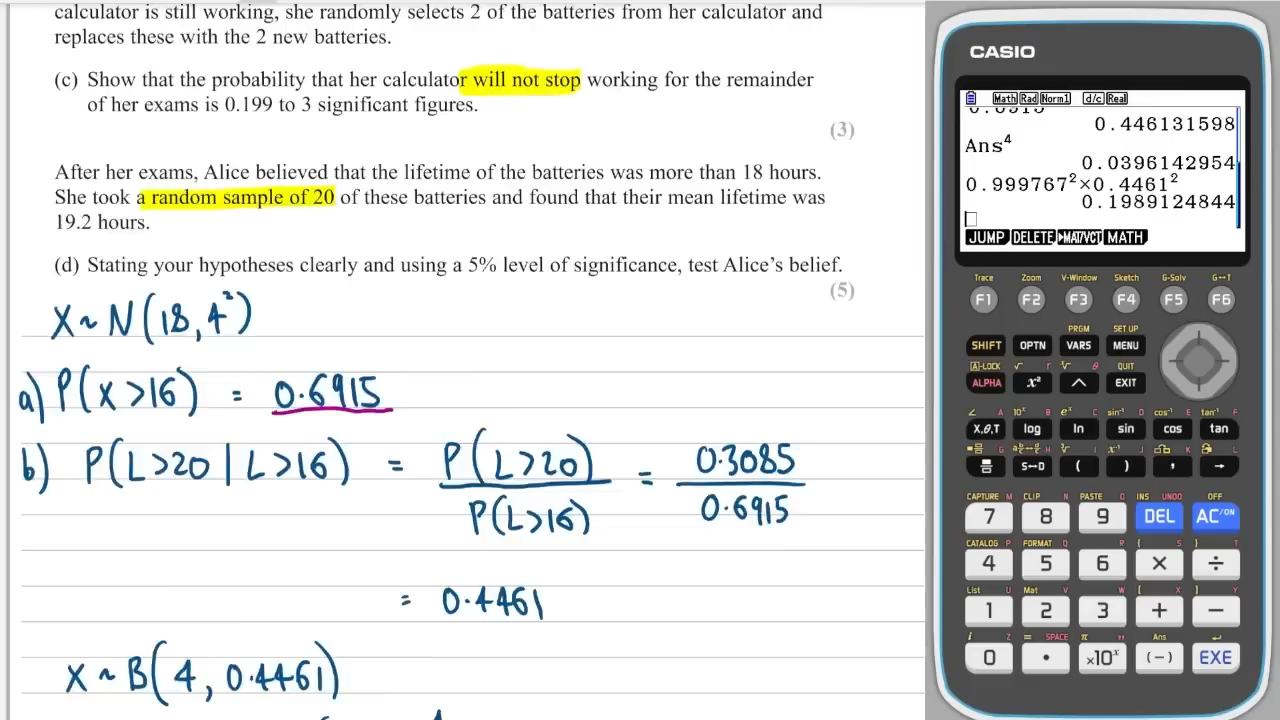 calculator is still working, she randomly selects 2 of the batteries from her calculator and
replaces these with the 2 new batteries.
(c) Show that the probability that her calculator will not stop working for the remainder
of her exams is 0.199 to 3 significant figures.
(3)
After her exams, Alice believed that the lifetime of the batteries was more than 18 hours.
She took a random sample of 20 of these batteries and found that their mean lifetime was
19.2 hours.
(d) Stating your hypotheses clearly and using a 5% level of significance, test Alice's belief.
(5)
X ~ N(18, 4²)
a) P(X > 16) = 0.6915
b) P(L > 20 | L > 16) = P(L > 20) / P(L > 16) = 0.3085 / 0.6915
= 0.4461
X ~ B(4, 0.4461)
CASIO
Math Rad Norm1 d/c Real
0.446131598
Ans⁴
0.0396142954
0.999767²×0.4461²
0.1989124844
JUMP DELETE ▶MAT/VCT MATH
Trace Zoom V-Window Sketch G-Solv G↔T
F1 F2 F3 F4 F5 F6
PRGM SET UP
SHIFT OPTN VARS MENU
A-LOCK √ r ∛ θ QUIT
ALPHA x² ^ EXIT
∠ A 10ˣ B eˣ C sin⁻¹ D cos⁻¹ E tan⁻¹ F
X,θ,T log ln sin cos tan
G H I J K L
S↔D ( ) , →
CAPTURE M CLIP N PASTE O INS UNDO OFF
7 8 9 DEL AC/ON
CATALOG P FORMAT Q R { S } T
4 5 6 × ÷
List U Mat V W [ X ] Y
1 2 3 + −
i Z = SPACE π " Ans ↵
0 . ×10ˣ (−) EXE